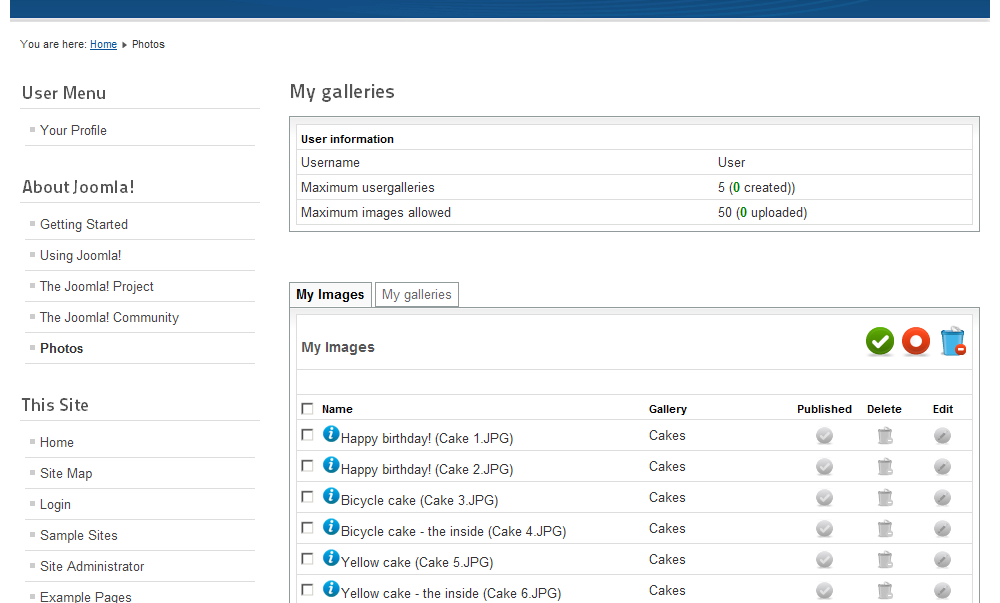 You are here: Home Photos
User Menu
Your Profile
About Joomla!
Getting Started
Using Joomla!
The Joomla! Project
The Joomla! Community
Photos
This Site
Home
Site Map
Login
Sample Sites
Site Administrator
Example Pages
My galleries
User information
Username User
Maximum usergalleries 5 (0 created))
Maximum images allowed 50 (0 uploaded)
My Images My galleries
My Images
Name Gallery Published Delete Edit
Happy birthday! (Cake 1.JPG) Cakes
Happy birthday! (Cake 2.JPG) Cakes
Bicycle cake (Cake 3.JPG) Cakes
Bicycle cake - the inside (Cake 4.JPG) Cakes
Yellow cake (Cake 5.JPG) Cakes
Yellow cake - the inside (Cake 6.JPG) Cakes